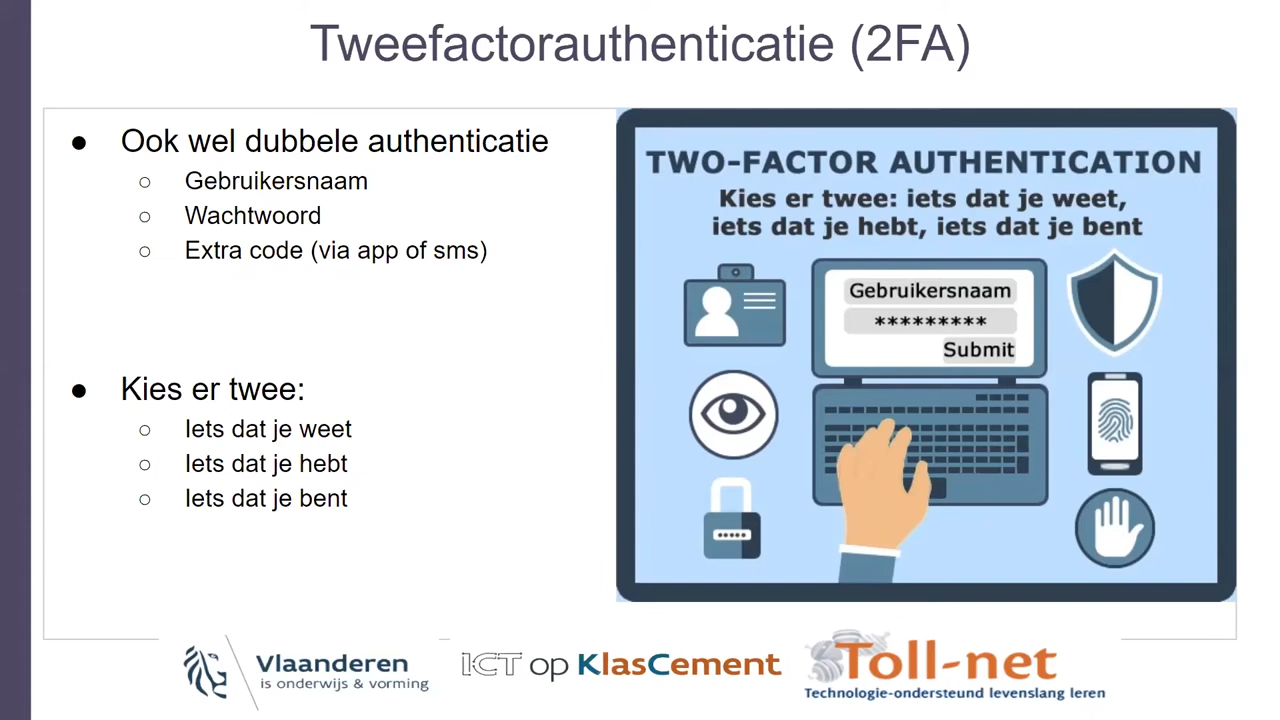 Tweefactorauthenticatie (2FA)
● Ook wel dubbele authenticatie
○ Gebruikersnaam
○ Wachtwoord
○ Extra code (via app of sms)
● Kies er twee:
○ Iets dat je weet
○ Iets dat je hebt
○ Iets dat je bent
TWO-FACTOR AUTHENTICATION
Kies er twee: iets dat je weet,
iets dat je hebt, iets dat je bent
Gebruikersnaam
*********
Submit
Vlaanderen
is onderwijs & vorming
ICT op KlasCement
Toll-net
Technologie-ondersteund levenslang leren